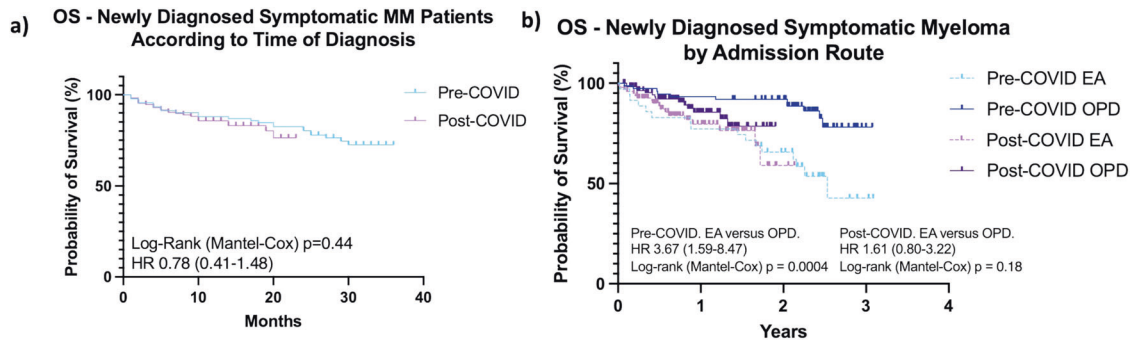 a)
OS - Newly Diagnosed Symptomatic MM Patients
According to Time of Diagnosis
Probability of Survival (%)
100
50
0
0 10 20 30 40
Months
Pre-COVID
Post-COVID
Log-Rank (Mantel-Cox) p=0.44
HR 0.78 (0.41-1.48)
b)
OS - Newly Diagnosed Symptomatic Myeloma
by Admission Route
Probability of Survival (%)
100
50
0
0 1 2 3 4
Years
Pre-COVID EA
Pre-COVID OPD
Post-COVID EA
Post-COVID OPD
Pre-COVID. EA versus OPD.
HR 3.67 (1.59-8.47)
Log-rank (Mantel-Cox) p = 0.0004
Post-COVID. EA versus OPD.
HR 1.61 (0.80-3.22)
Log-rank (Mantel-Cox) p = 0.18